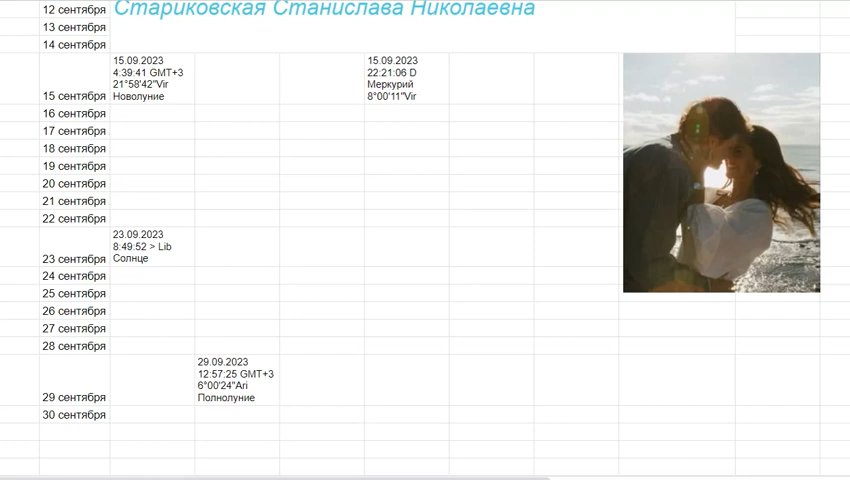 12 сентября
Стариковская Станислава Николаевна
13 сентября
14 сентября
15.09.2023
4:39:41 GMT+3
21°58'42"Vir
Новолуние
15.09.2023
22:21:06 D
Меркурий
8°00'11"Vir
15 сентября
16 сентября
17 сентября
18 сентября
19 сентября
20 сентября
21 сентября
22 сентября
23.09.2023
8:49:52 > Lib
Солнце
23 сентября
24 сентября
25 сентября
26 сентября
27 сентября
28 сентября
29.09.2023
12:57:25 GMT+3
6°00'24"Ari
Полнолуние
29 сентября
30 сентября